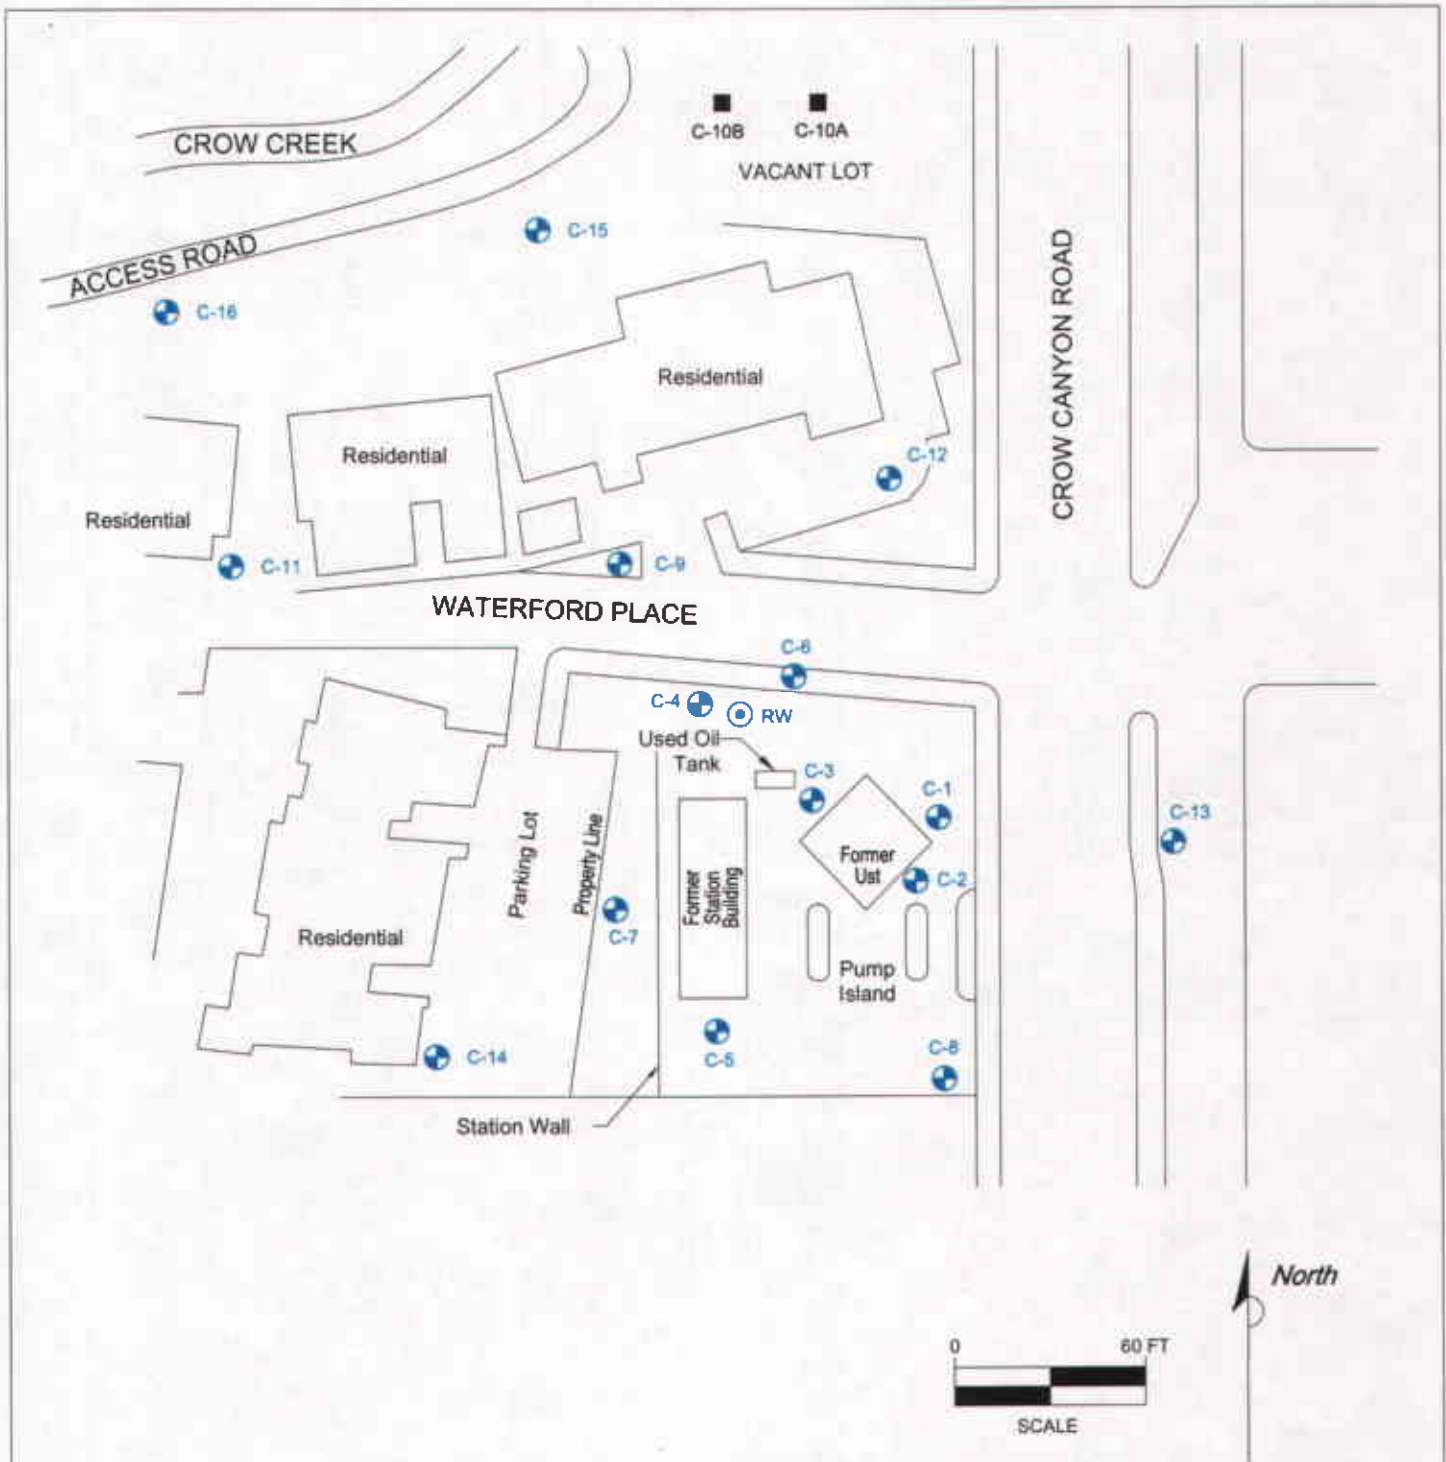 C-10B
C-10A
CROW CREEK
VACANT LOT
C-15
ACCESS ROAD
C-16
CROW CANYON ROAD
Residential
Residential
C-12
Residential
C-11
C-9
WATERFORD PLACE
C-6
C-4
RW
Used Oil
Tank
C-3
C-1
C-13
Parking Lot
Property Line
Former
Ust
C-2
Former
Station
Building
Residential
C-7
Pump
Island
C-5
C-8
C-14
Station Wall
North
0
60 FT
SCALE